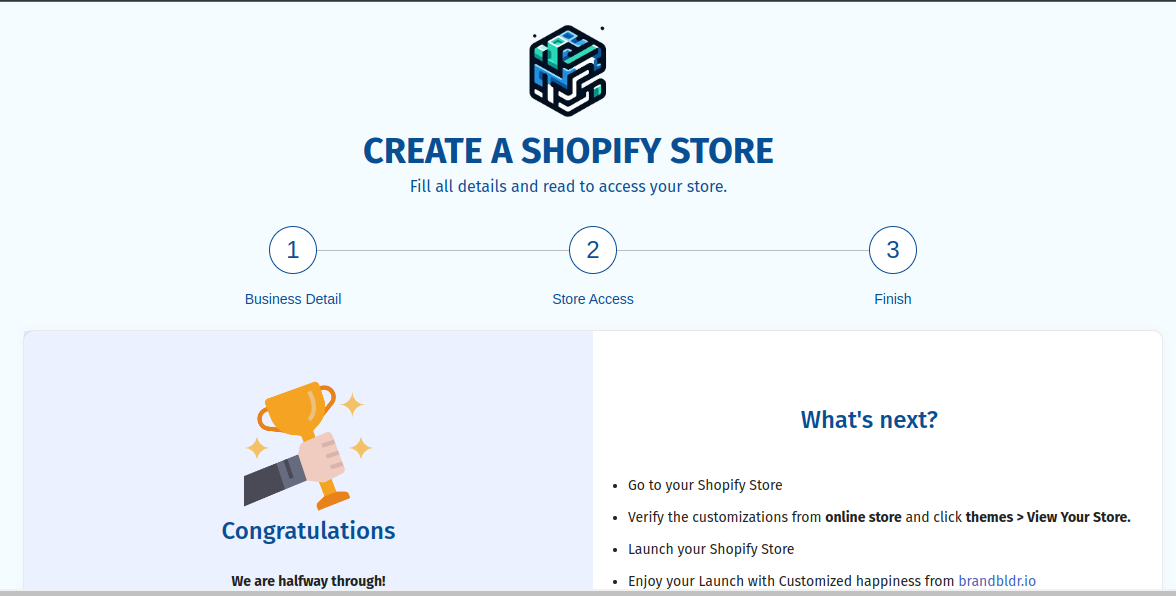 CREATE A SHOPIFY STORE
Fill all details and read to access your store.
1
2
3
Business Detail
Store Access
Finish
Congratulations
We are halfway through!
What's next?
Go to your Shopify Store
Verify the customizations from online store and click themes > View Your Store.
Launch your Shopify Store
Enjoy your Launch with Customized happiness from brandbldr.io